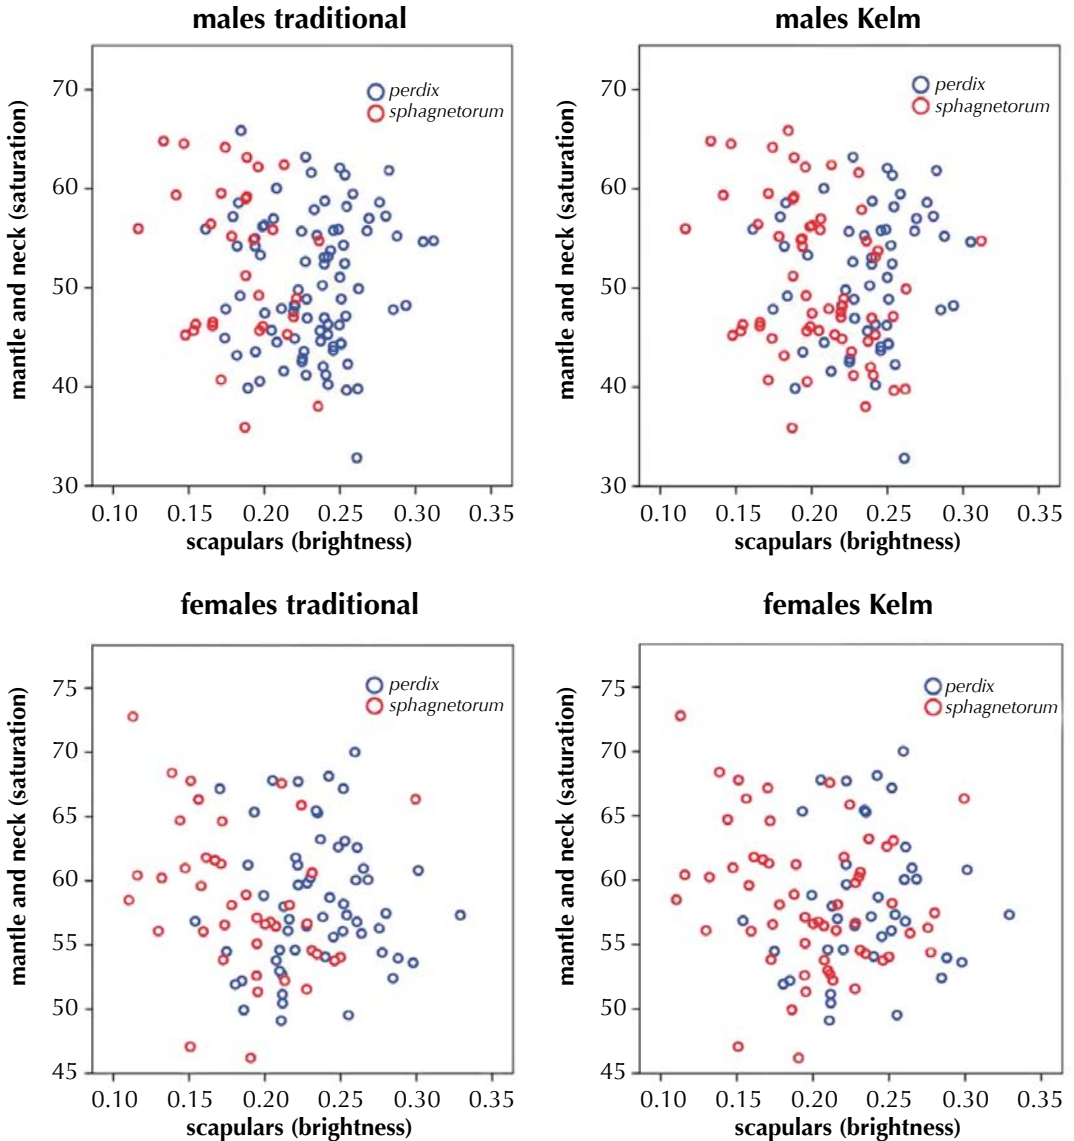 males traditional
70
60
50
40
30
0.10 0.15 0.20 0.25 0.30 0.35
mantle and neck (saturation)
scapulars (brightness)
perdix
sphagnetorum
males Kelm
70
60
50
40
30
0.10 0.15 0.20 0.25 0.30 0.35
mantle and neck (saturation)
scapulars (brightness)
perdix
sphagnetorum
females traditional
75
70
65
60
55
50
45
0.10 0.15 0.20 0.25 0.30 0.35
mantle and neck (saturation)
scapulars (brightness)
perdix
sphagnetorum
females Kelm
75
70
65
60
55
50
45
0.10 0.15 0.20 0.25 0.30 0.35
mantle and neck (saturation)
scapulars (brightness)
perdix
sphagnetorum